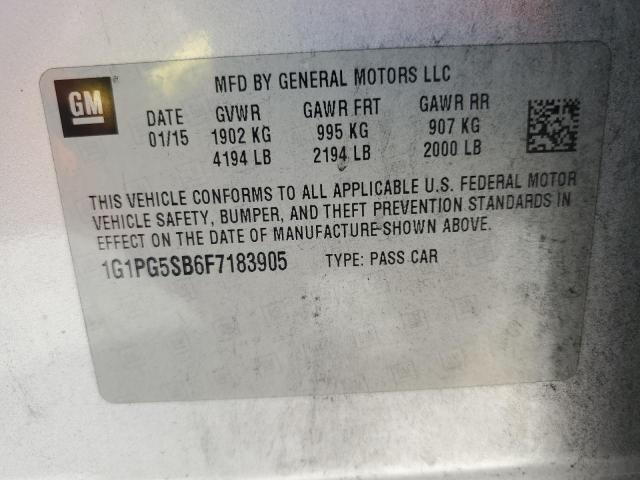 MFD BY GENERAL MOTORS LLC
GM
DATE GVWR GAWR FRT GAWR RR
01/15 1902 KG 995 KG 907 KG
4194 LB 2194 LB 2000 LB
THIS VEHICLE CONFORMS TO ALL APPLICABLE U.S. FEDERAL MOTOR
VEHICLE SAFETY, BUMPER, AND THEFT PREVENTION STANDARDS IN
EFFECT ON THE DATE OF MANUFACTURE SHOWN ABOVE.
1G1PG5SB6F7183905 TYPE: PASS CAR